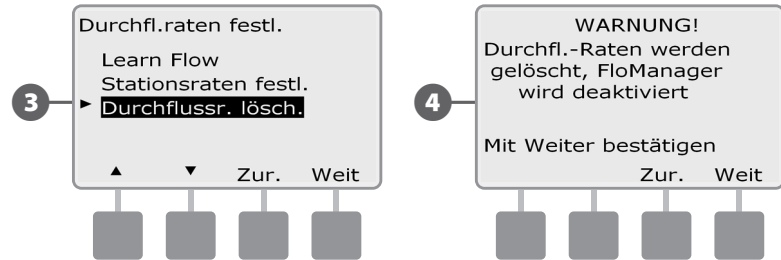 3
Durchfl.raten festl.
Learn Flow
Stationsraten festl.
► Durchflussr. lösch.
▲ ▼ Zur. Weit
4
WARNUNG!
Durchfl.-Raten werden
gelöscht, FloManager
wird deaktiviert
Mit Weiter bestätigen
Zur. Weit